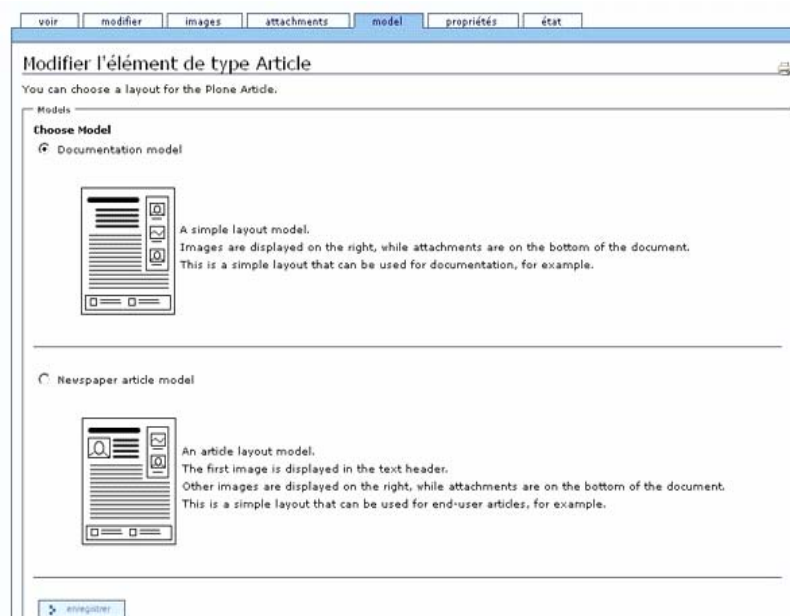 voir modifier images attachments model propriétés état
Modifier l'élément de type Article
You can choose a layout for the Plone Article.
Models
Choose Model
Documentation model
A simple layout model.
Images are displayed on the right, while attachments are on the bottom of the document.
This is a simple layout that can be used for documentation, for example.
Newspaper article model
An article layout model.
The first image is displayed in the text header.
Other images are displayed on the right, while attachments are on the bottom of the document.
This is a simple layout that can be used for end-user articles, for example.
enregistrer